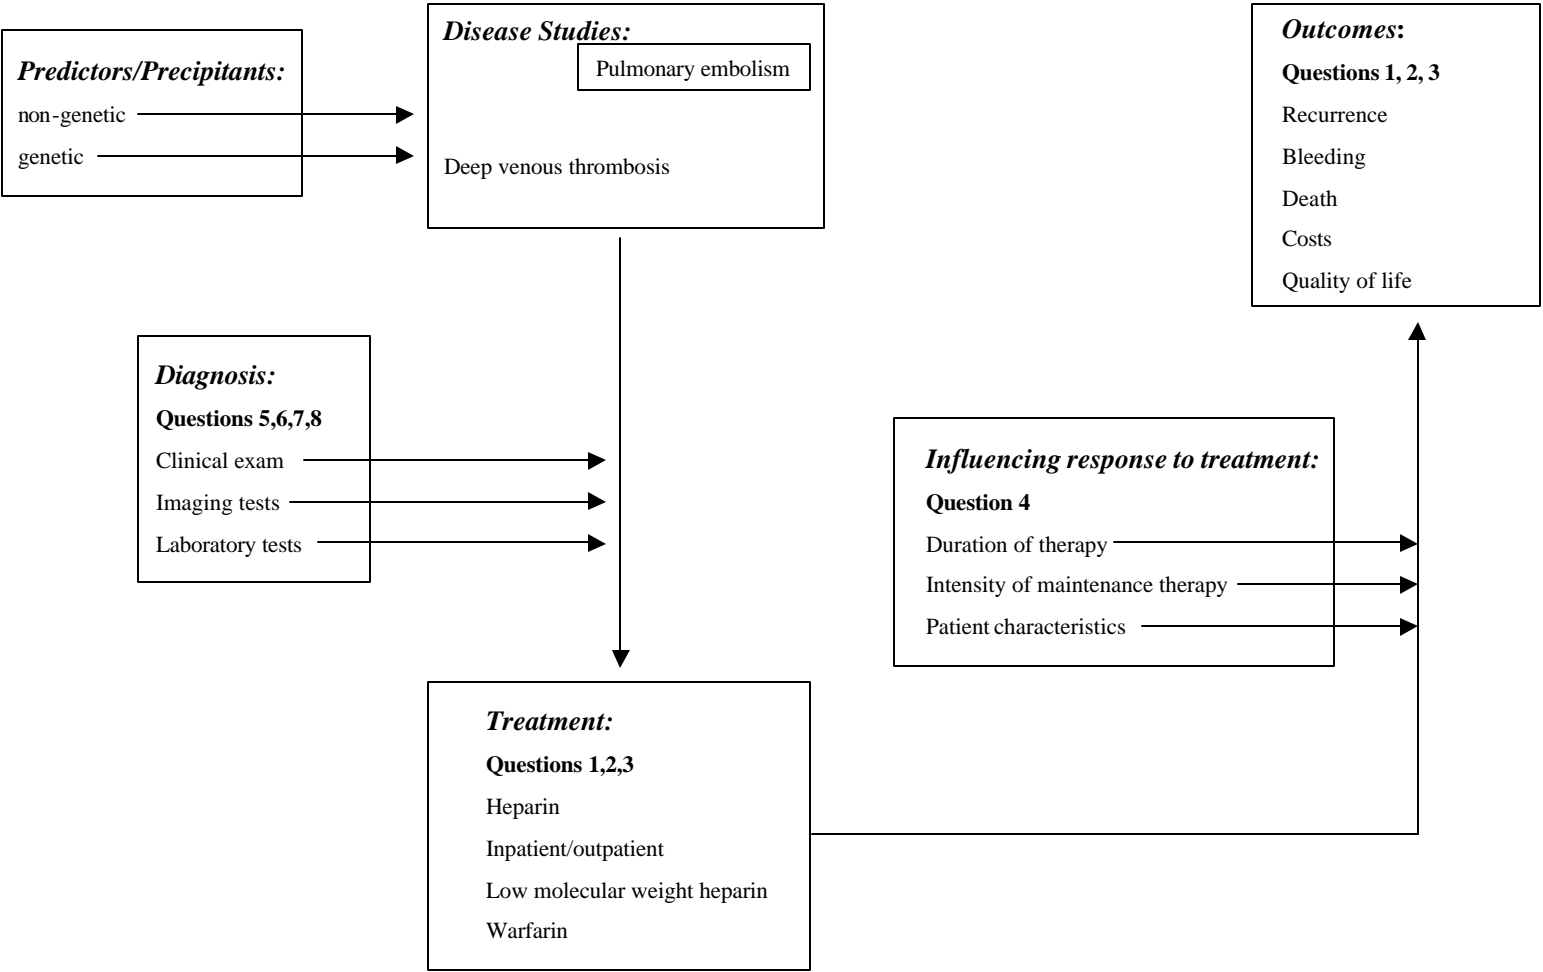 Predictors/Precipitants:
non-genetic
genetic
Disease Studies:
Pulmonary embolism
Deep venous thrombosis
Outcomes:
Questions 1, 2, 3
Recurrence
Bleeding
Death
Costs
Quality of life
Diagnosis:
Questions 5,6,7,8
Clinical exam
Imaging tests
Laboratory tests
Influencing response to treatment:
Question 4
Duration of therapy
Intensity of maintenance therapy
Patient characteristics
Treatment:
Questions 1,2,3
Heparin
Inpatient/outpatient
Low molecular weight heparin
Warfarin